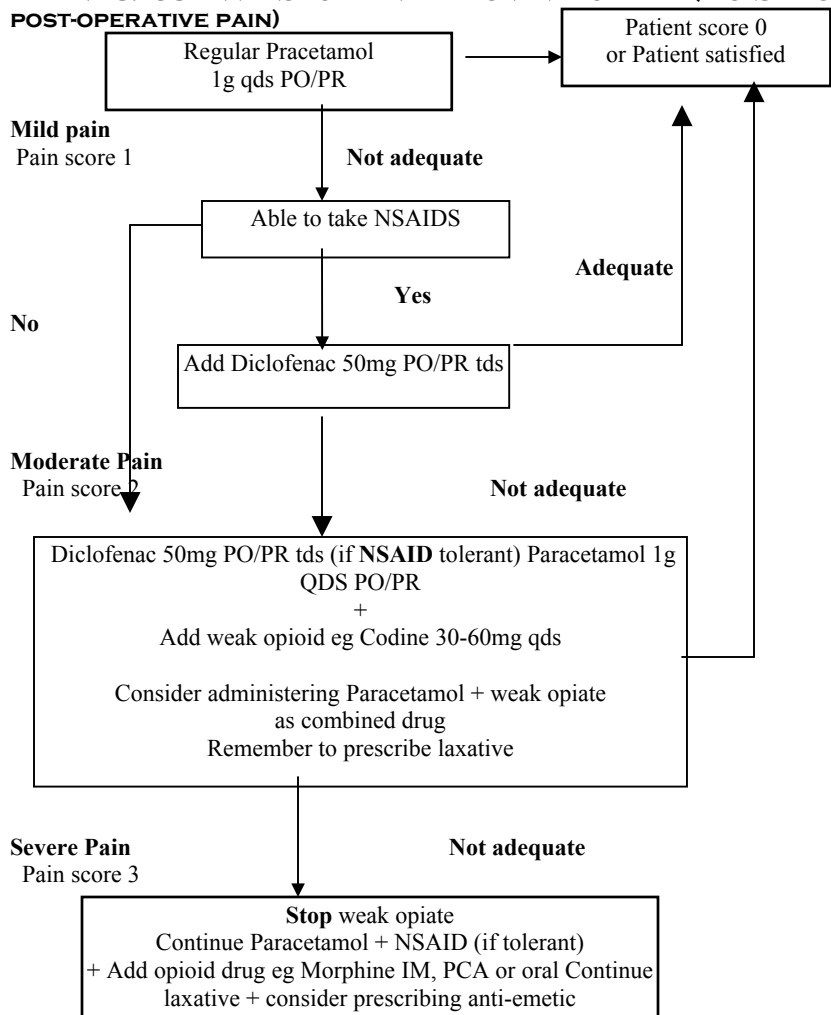 POST-OPERATIVE PAIN)
Regular Pracetamol
1g qds PO/PR
Patient score 0
or Patient satisfied
Mild pain
Pain score 1
Not adequate
Able to take NSAIDS
Adequate
Yes
No
Add Diclofenac 50mg PO/PR tds
Moderate Pain
Pain score 2
Not adequate
Diclofenac 50mg PO/PR tds (if NSAID tolerant) Paracetamol 1g
QDS PO/PR
+
Add weak opioid eg Codine 30-60mg qds
Consider administering Paracetamol + weak opiate
as combined drug
Remember to prescribe laxative
Severe Pain
Pain score 3
Not adequate
Stop weak opiate
Continue Paracetamol + NSAID (if tolerant)
+ Add opioid drug eg Morphine IM, PCA or oral Continue
laxative + consider prescribing anti-emetic